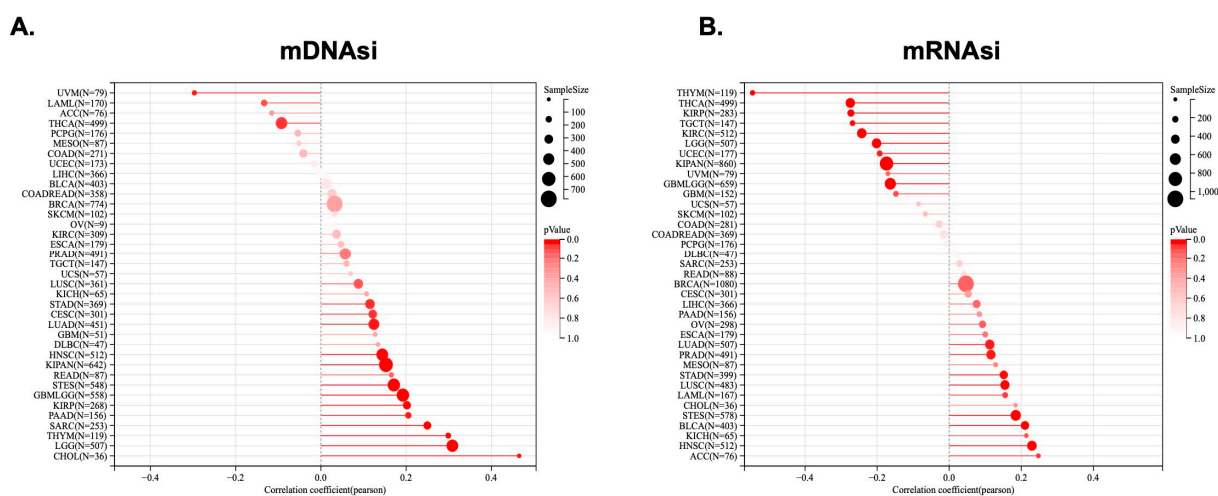 A.
mDNAsi
UVM(N=79)
LAML(N=170)
ACC(N=76)
THCA(N=499)
PCPG(N=176)
MESO(N=87)
COAD(N=271)
UCEC(N=173)
LIHC(N=366)
BLCA(N=403)
COADREAD(N=358)
BRCA(N=774)
SKCM(N=102)
OV(N=9)
KIRC(N=309)
ESCA(N=179)
PRAD(N=491)
TGCT(N=147)
UCS(N=57)
LUSC(N=361)
KICH(N=65)
STAD(N=369)
CESC(N=301)
LUAD(N=451)
GBM(N=51)
DLBC(N=47)
HNSC(N=512)
KIPAN(N=642)
READ(N=87)
STES(N=548)
GBMLGG(N=558)
KIRP(N=268)
PAAD(N=156)
SARC(N=253)
THYM(N=119)
LGG(N=507)
CHOL(N=36)
−0.4 −0.2 0.0 0.2 0.4
Correlation coefficient(pearson)
SampleSize
100
200
300
400
500
600
700
pValue
0.0
0.2
0.4
0.6
0.8
1.0
B.
mRNAsi
THYM(N=119)
THCA(N=499)
KIRP(N=283)
TGCT(N=147)
KIRC(N=512)
LGG(N=507)
UCEC(N=177)
KIPAN(N=860)
UVM(N=79)
GBMLGG(N=659)
GBM(N=152)
UCS(N=57)
SKCM(N=102)
COAD(N=281)
COADREAD(N=369)
PCPG(N=176)
DLBC(N=47)
SARC(N=253)
READ(N=88)
BRCA(N=1080)
CESC(N=301)
LIHC(N=366)
PAAD(N=156)
OV(N=298)
ESCA(N=179)
LUAD(N=507)
PRAD(N=491)
MESO(N=87)
STAD(N=399)
LUSC(N=483)
LAML(N=167)
CHOL(N=36)
STES(N=578)
BLCA(N=403)
KICH(N=65)
HNSC(N=512)
ACC(N=76)
−0.4 −0.2 0.0 0.2 0.4
Correlation coefficient(pearson)
SampleSize
200
400
600
800
1,000
pValue
0.0
0.2
0.4
0.6
0.8
1.0